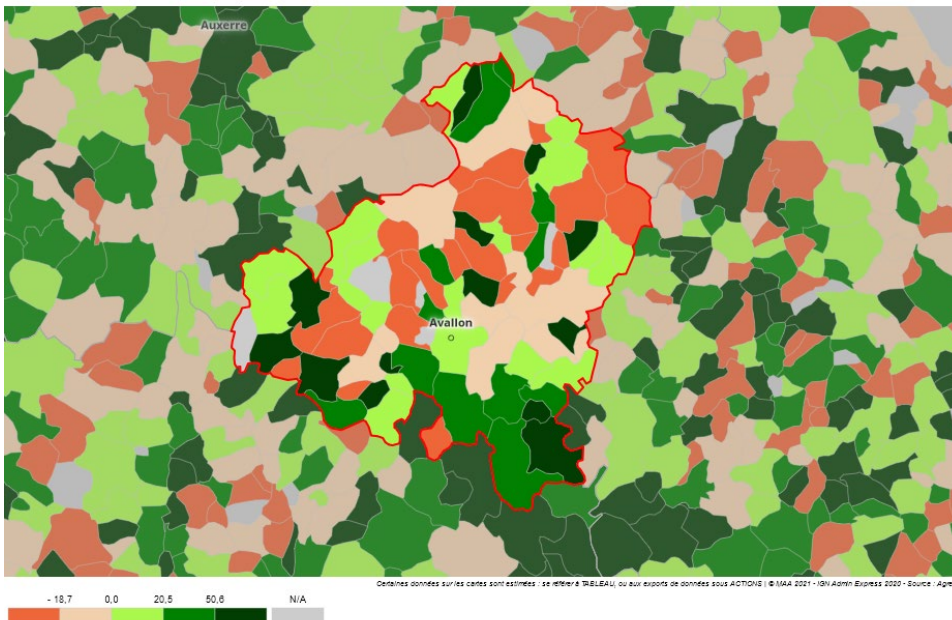 Auxerre
Avallon
Certaines données sur les cartes sont estimées : se référer à TABLEAU, ou aux exports de données sous ACTIONS | © MAA 2021 - IGN Admin Express 2020 - Source : Agre
- 18,7 0,0 20,5 50,6 N/A